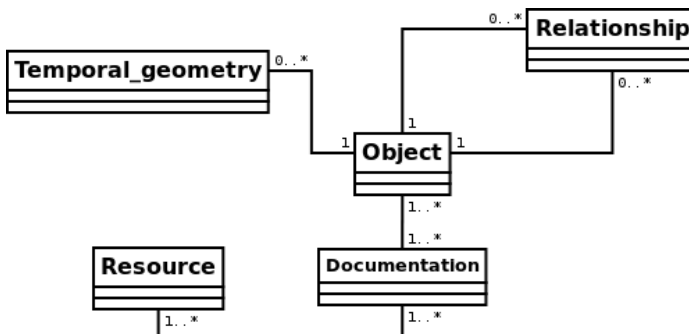 0..* Relationship
Temporal_geometry 0..*
0..*
1
1 Object 1
1..*
1..*
Resource Documentation
1..* 1..*